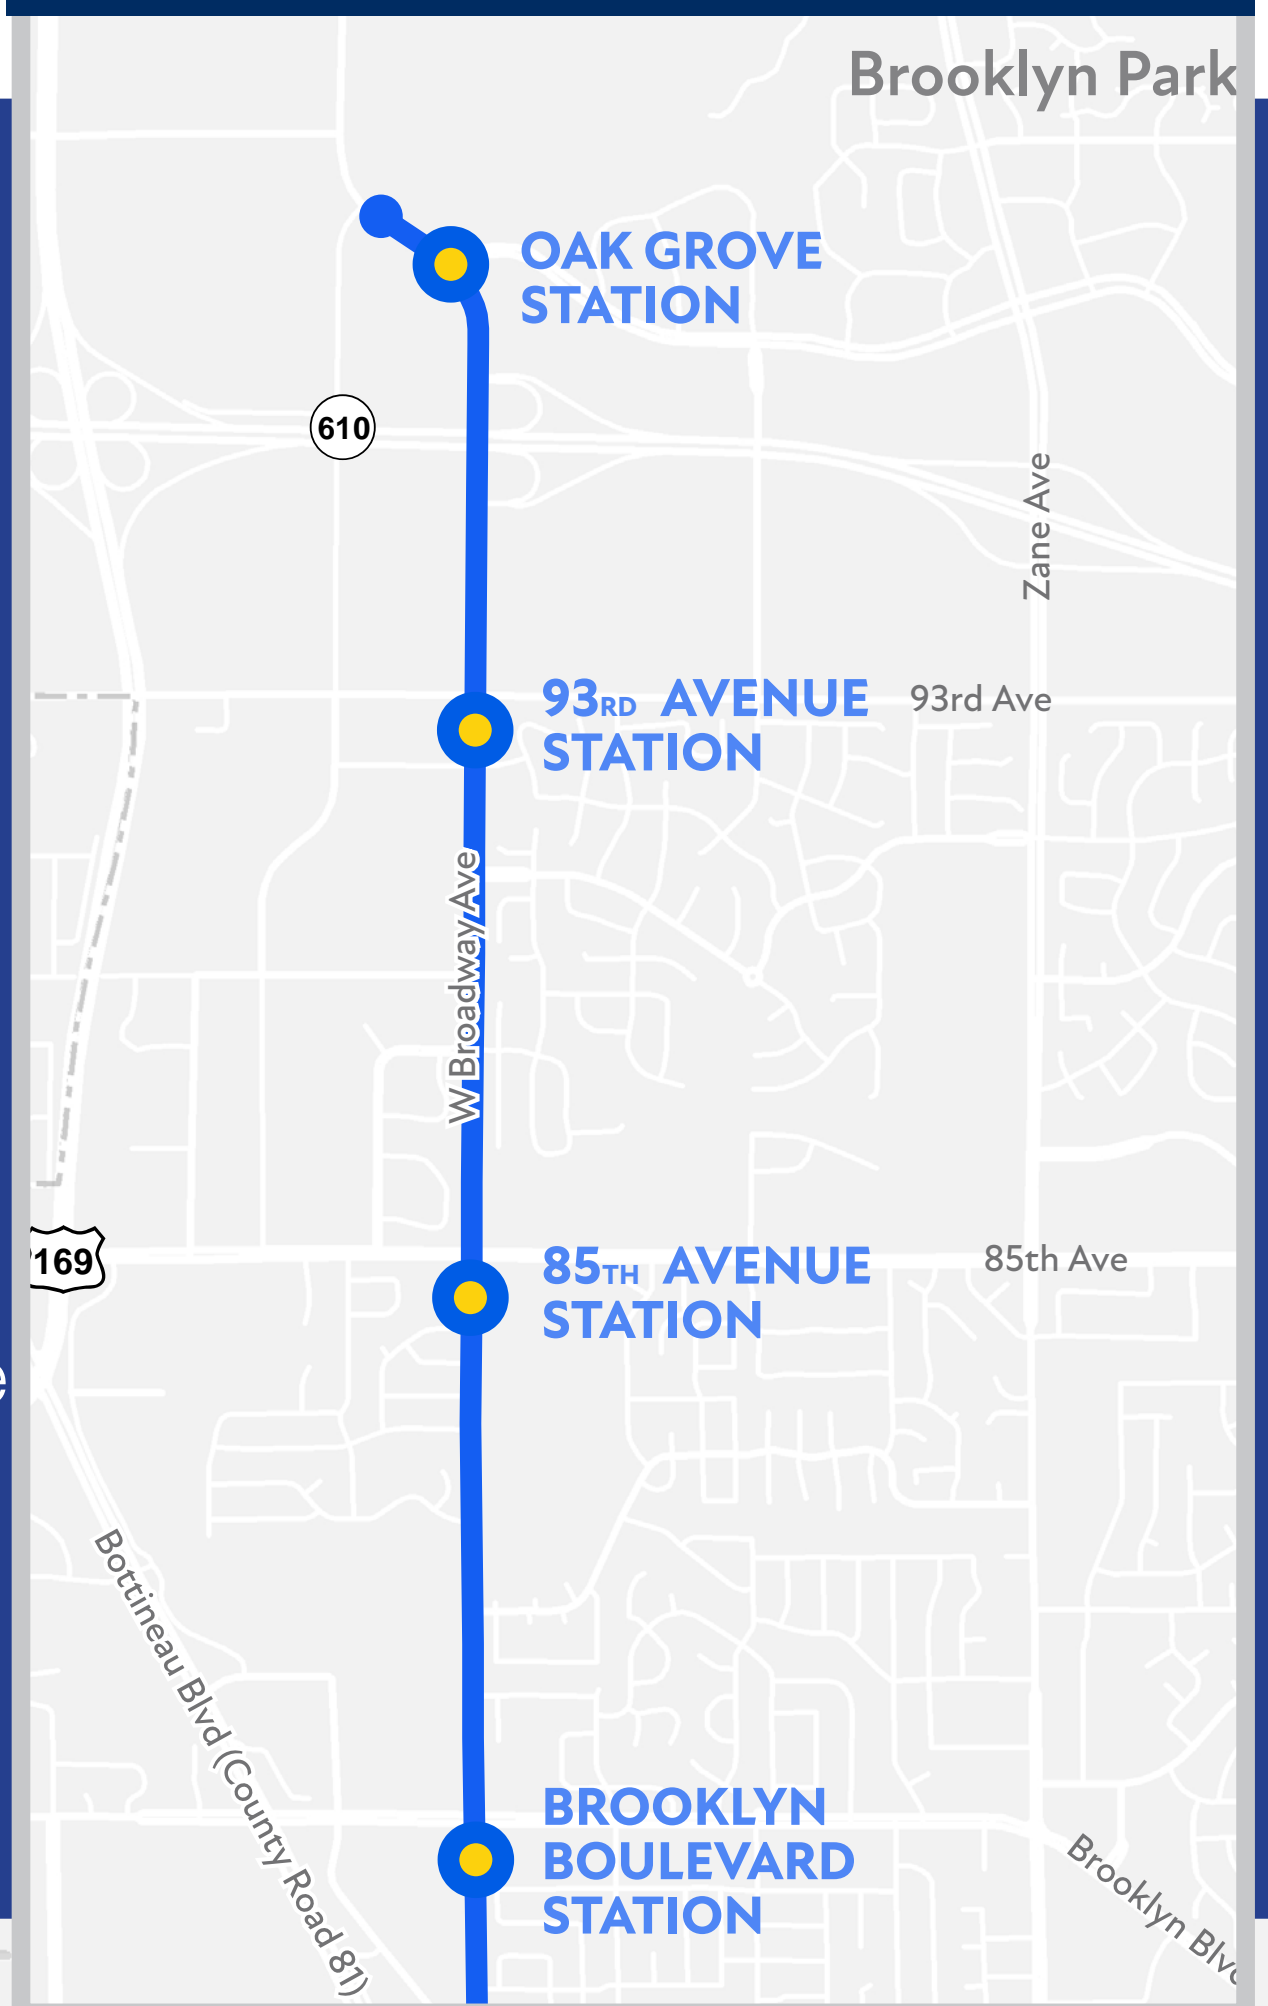 Brooklyn Park
OAK GROVE
STATION
610
Zane Ave
93RD AVENUE
STATION
93rd Ave
W Broadway Ave
169
85TH AVENUE
STATION
85th Ave
e
Bottineau Blvd (County Road 81)
BROOKLYN
BOULEVARD
STATION
Brooklyn